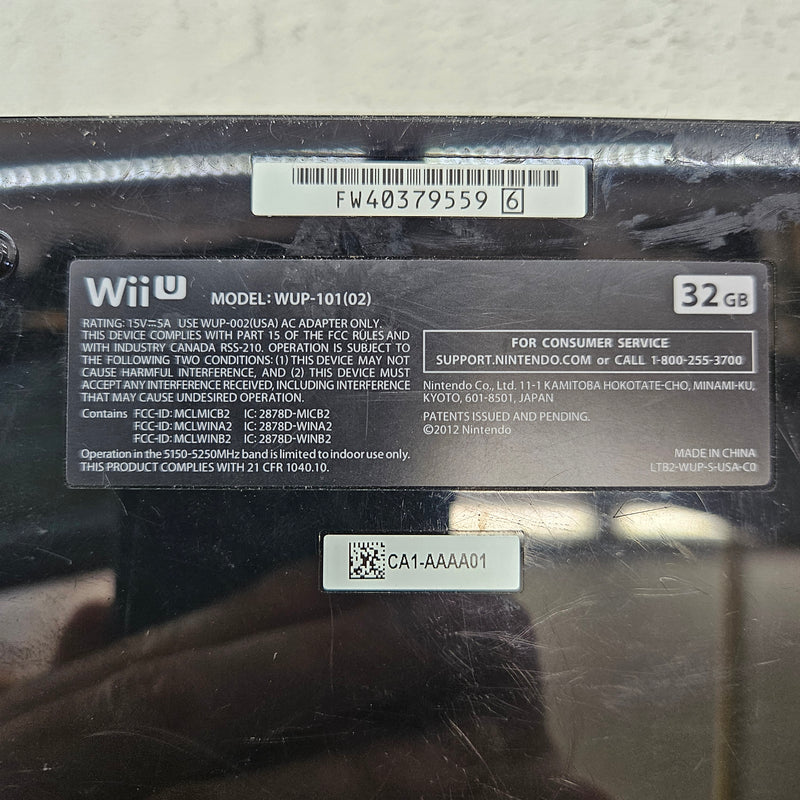 FW40379559 6
Wii U MODEL: WUP-101(02)
32 GB
RATING: 15V⎓5A USE WUP-002(USA) AC ADAPTER ONLY.
THIS DEVICE COMPLIES WITH PART 15 OF THE FCC RULES AND
WITH INDUSTRY CANADA RSS-210. OPERATION IS SUBJECT TO
THE FOLLOWING TWO CONDITIONS: (1) THIS DEVICE MAY NOT
CAUSE HARMFUL INTERFERENCE, AND (2) THIS DEVICE MUST
ACCEPT ANY INTERFERENCE RECEIVED, INCLUDING INTERFERENCE
THAT MAY CAUSE UNDESIRED OPERATION.
Contains FCC-ID: MCLMICB2 IC: 2878D-MICB2
FCC-ID: MCLWINA2 IC: 2878D-WINA2
FCC-ID: MCLWINB2 IC: 2878D-WINB2
Operation in the 5150-5250MHz band is limited to indoor use only.
THIS PRODUCT COMPLIES WITH 21 CFR 1040.10.
FOR CONSUMER SERVICE
SUPPORT.NINTENDO.COM or CALL 1-800-255-3700
Nintendo Co., Ltd. 11-1 KAMITOBA HOKOTATE-CHO, MINAMI-KU,
KYOTO, 601-8501, JAPAN
PATENTS ISSUED AND PENDING.
©2012 Nintendo
MADE IN CHINA
LTB2-WUP-S-USA-C0
CA1-AAAA01